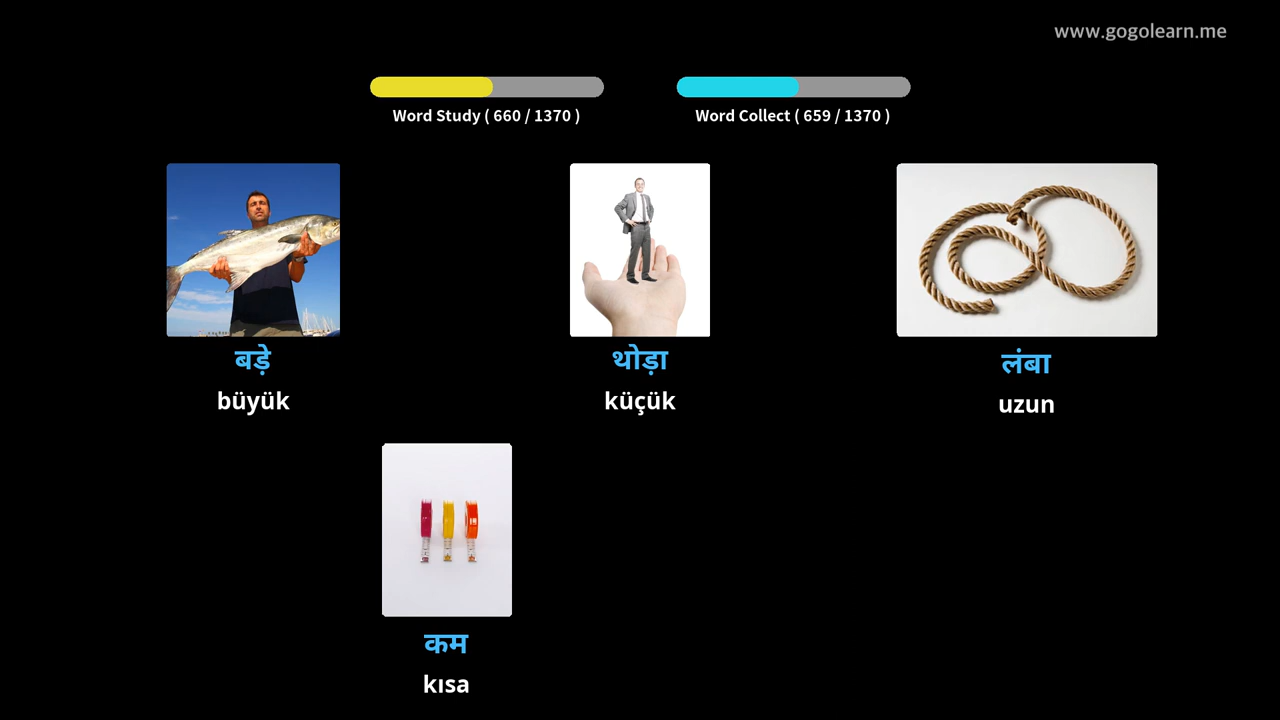 www.gogolearn.me
Word Study ( 660 / 1370 )
Word Collect ( 659 / 1370 )
बड़े
büyük
थोड़ा
küçük
लंबा
uzun
कम
kısa